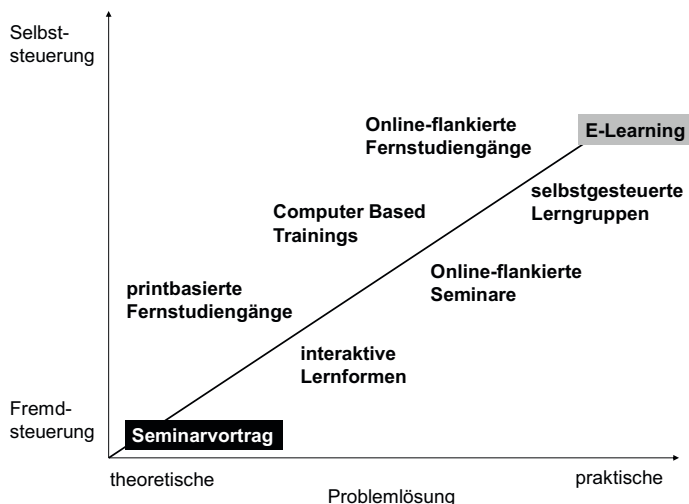 Selbst-
steuerung
Online-flankierte
Fernstudiengänge
E-Learning
selbstgesteuerte
Lerngruppen
Computer Based
Trainings
Online-flankierte
Seminare
printbasierte
Fernstudiengänge
interaktive
Lernformen
Fremd-
steuerung
Seminarvortrag
theoretische
praktische
Problemlösung